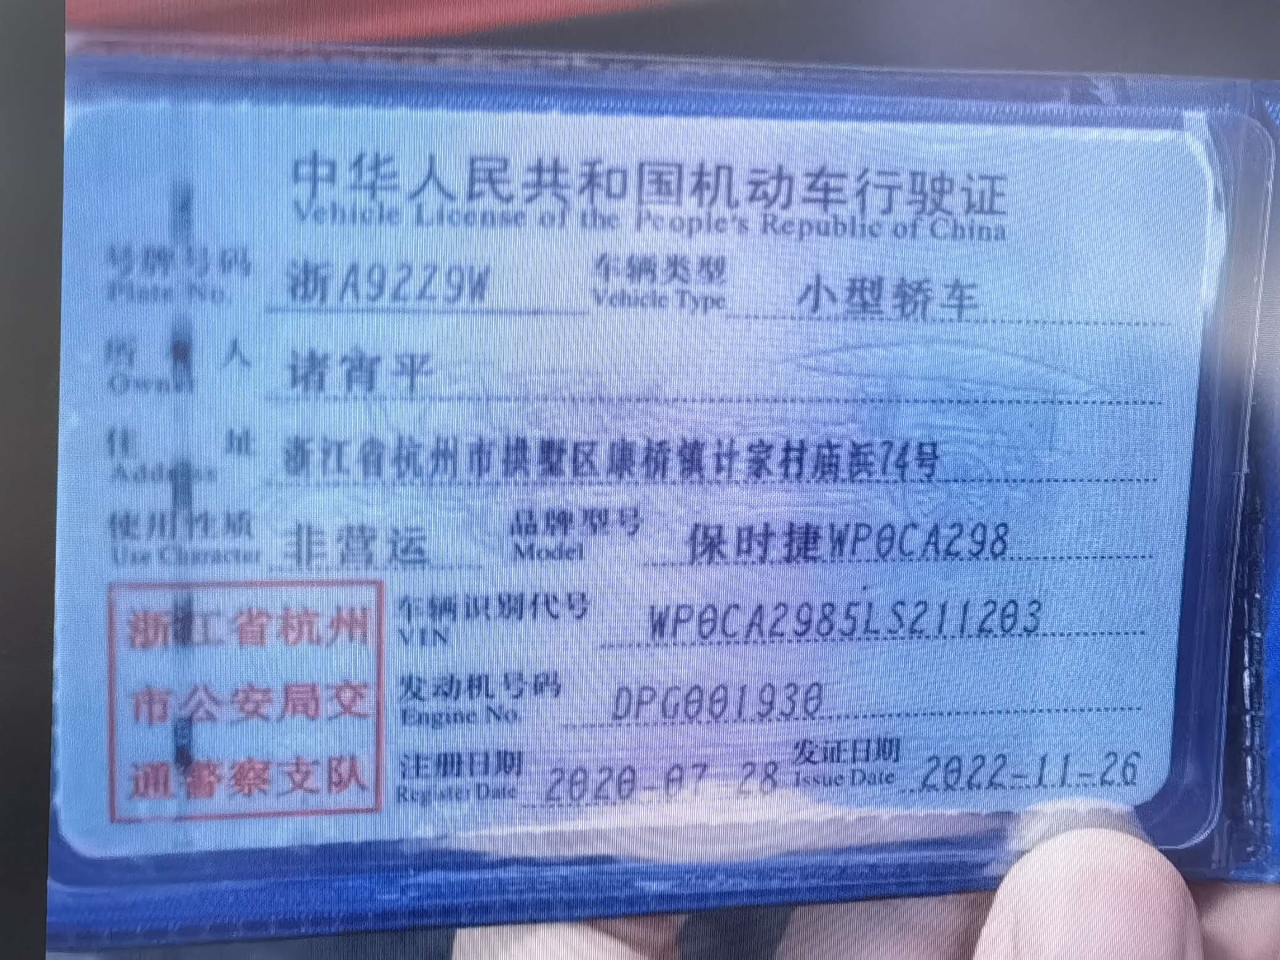 中华人民共和国机动车行驶证
Vehicle License of the People's Republic of China
号牌号码 浙A92Z9W 车辆类型 小型轿车
Plate No. Vehicle Type
所有人 诸宵平
Owner
住址 浙江省杭州市拱墅区康桥镇计家村庙浜74号
Address
使用性质 非营运 品牌型号 保时捷WP0CA298
Use Character Model
浙江省杭州
市公安局交
通警察支队
车辆识别代号 WP0CA2985LS211203
VIN
发动机号码 DPG001930
Engine No.
注册日期 2020-07-28 发证日期 2022-11-26
Register Date Issue Date